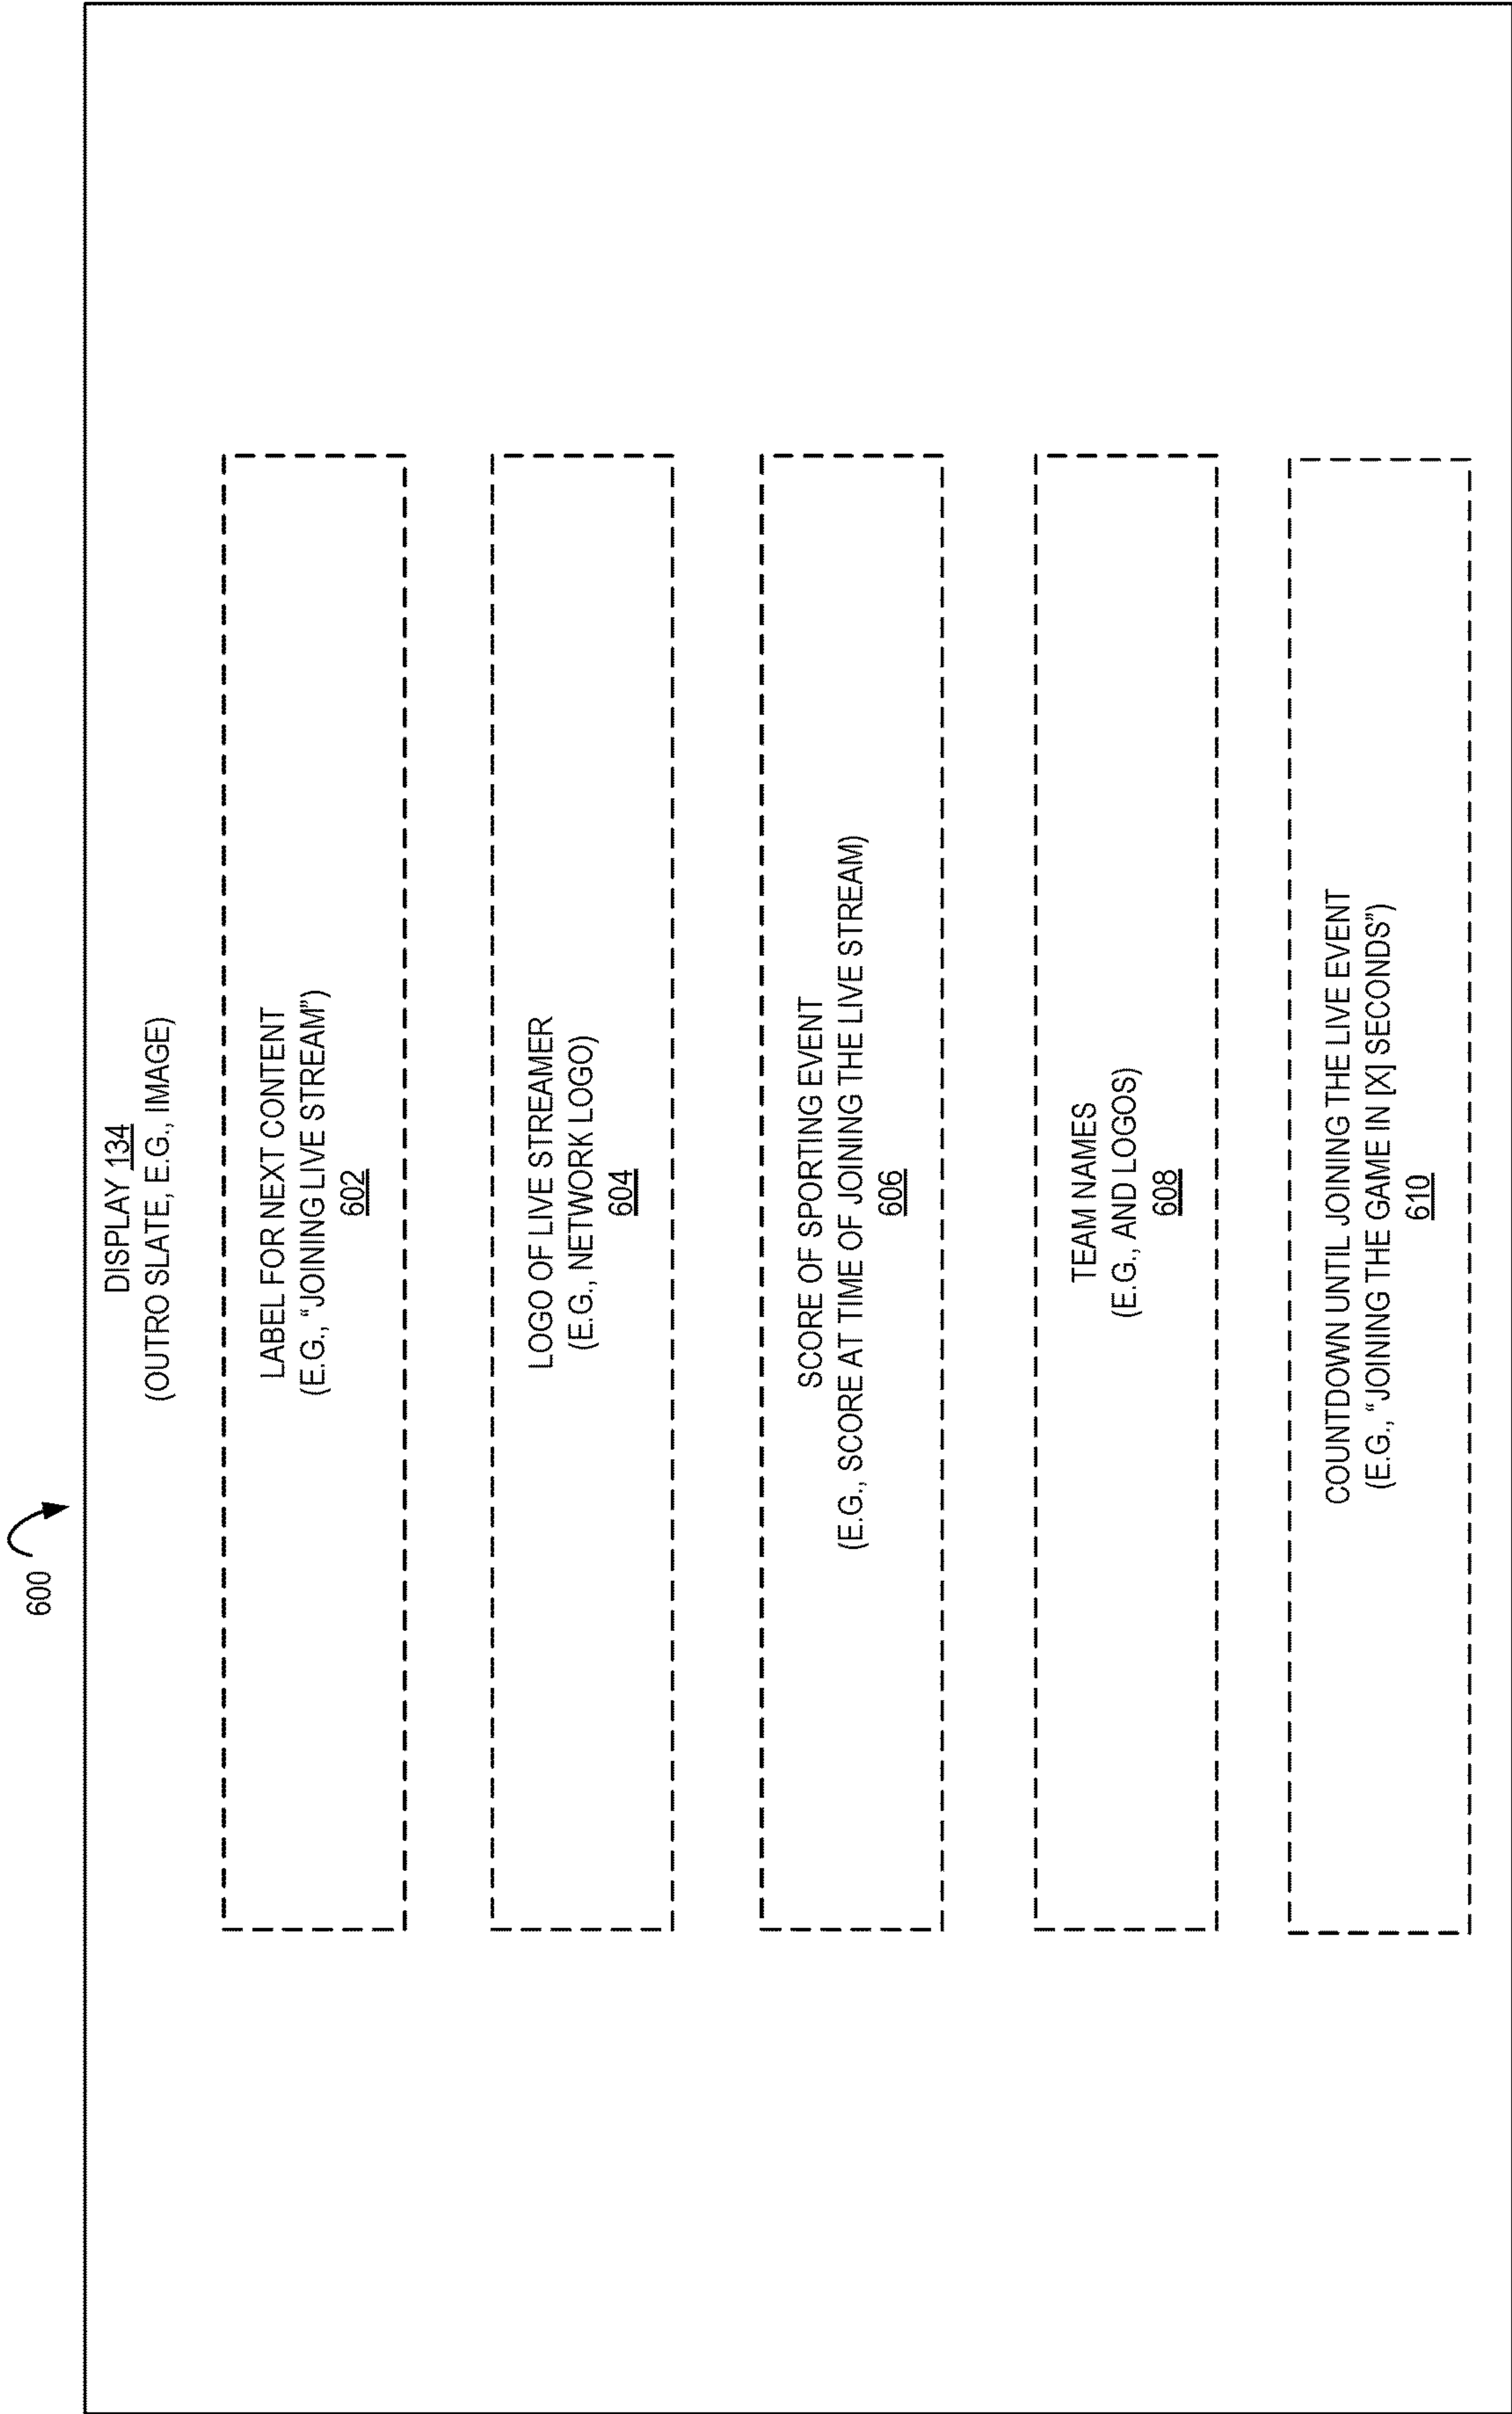 600
DISPLAY 134
(OUTRO SLATE, E.G., IMAGE)
LABEL FOR NEXT CONTENT
(E.G., “JOINING LIVE STREAM”)
602
LOGO OF LIVE STREAMER
(E.G., NETWORK LOGO)
604
SCORE OF SPORTING EVENT
(E.G., SCORE AT TIME OF JOINING THE LIVE STREAM)
606
TEAM NAMES
(E.G., AND LOGOS)
608
COUNTDOWN UNTIL JOINING THE LIVE EVENT
(E.G., “JOINING THE GAME IN [X] SECONDS”)
610